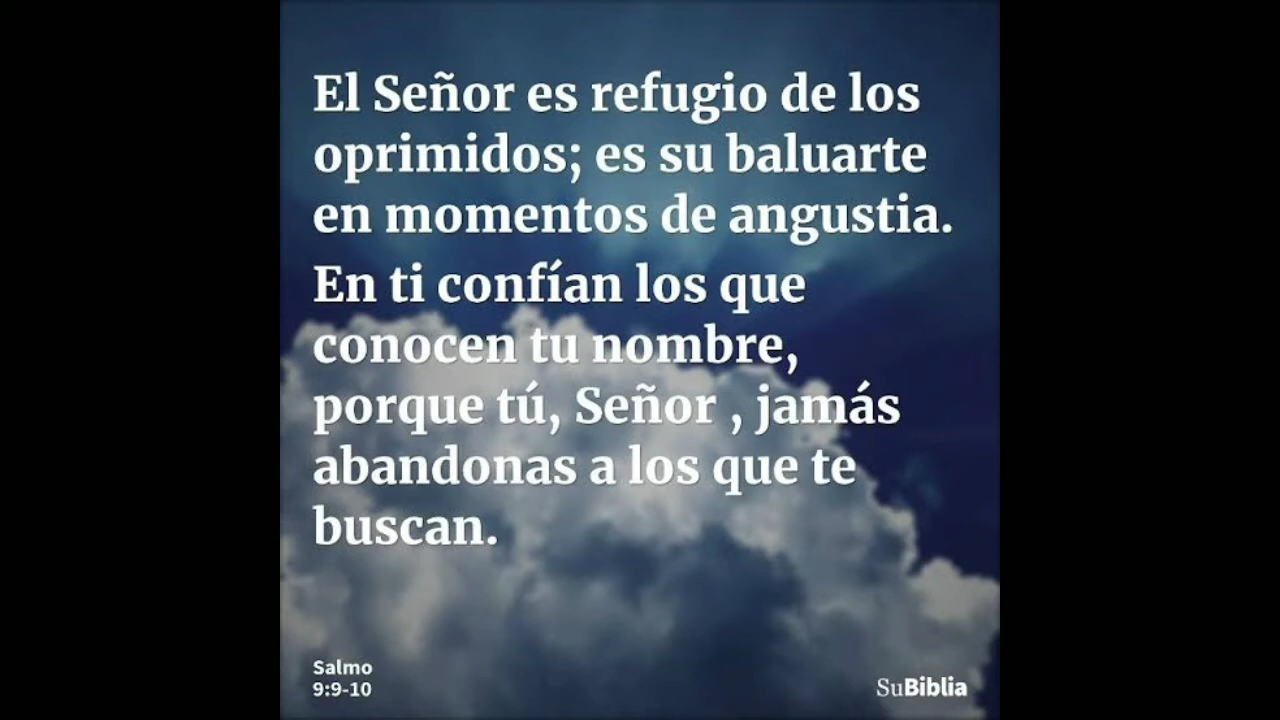 El Señor es refugio de los
oprimidos; es su baluarte
en momentos de angustia.
En ti confían los que
conocen tu nombre,
porque tú, Señor , jamás
abandonas a los que te
buscan.
Salmo
9:9-10
SuBiblia